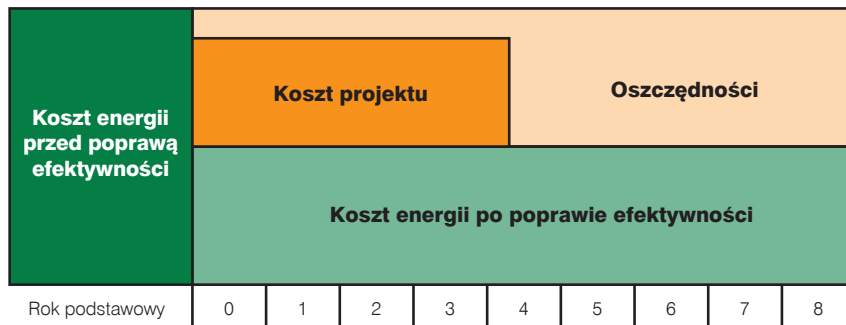 Koszt energii
przed poprawą
efektywności
Koszt projektu
Oszczędności
Koszt energii po poprawie efektywności
Rok podstawowy 0 1 2 3 4 5 6 7 8